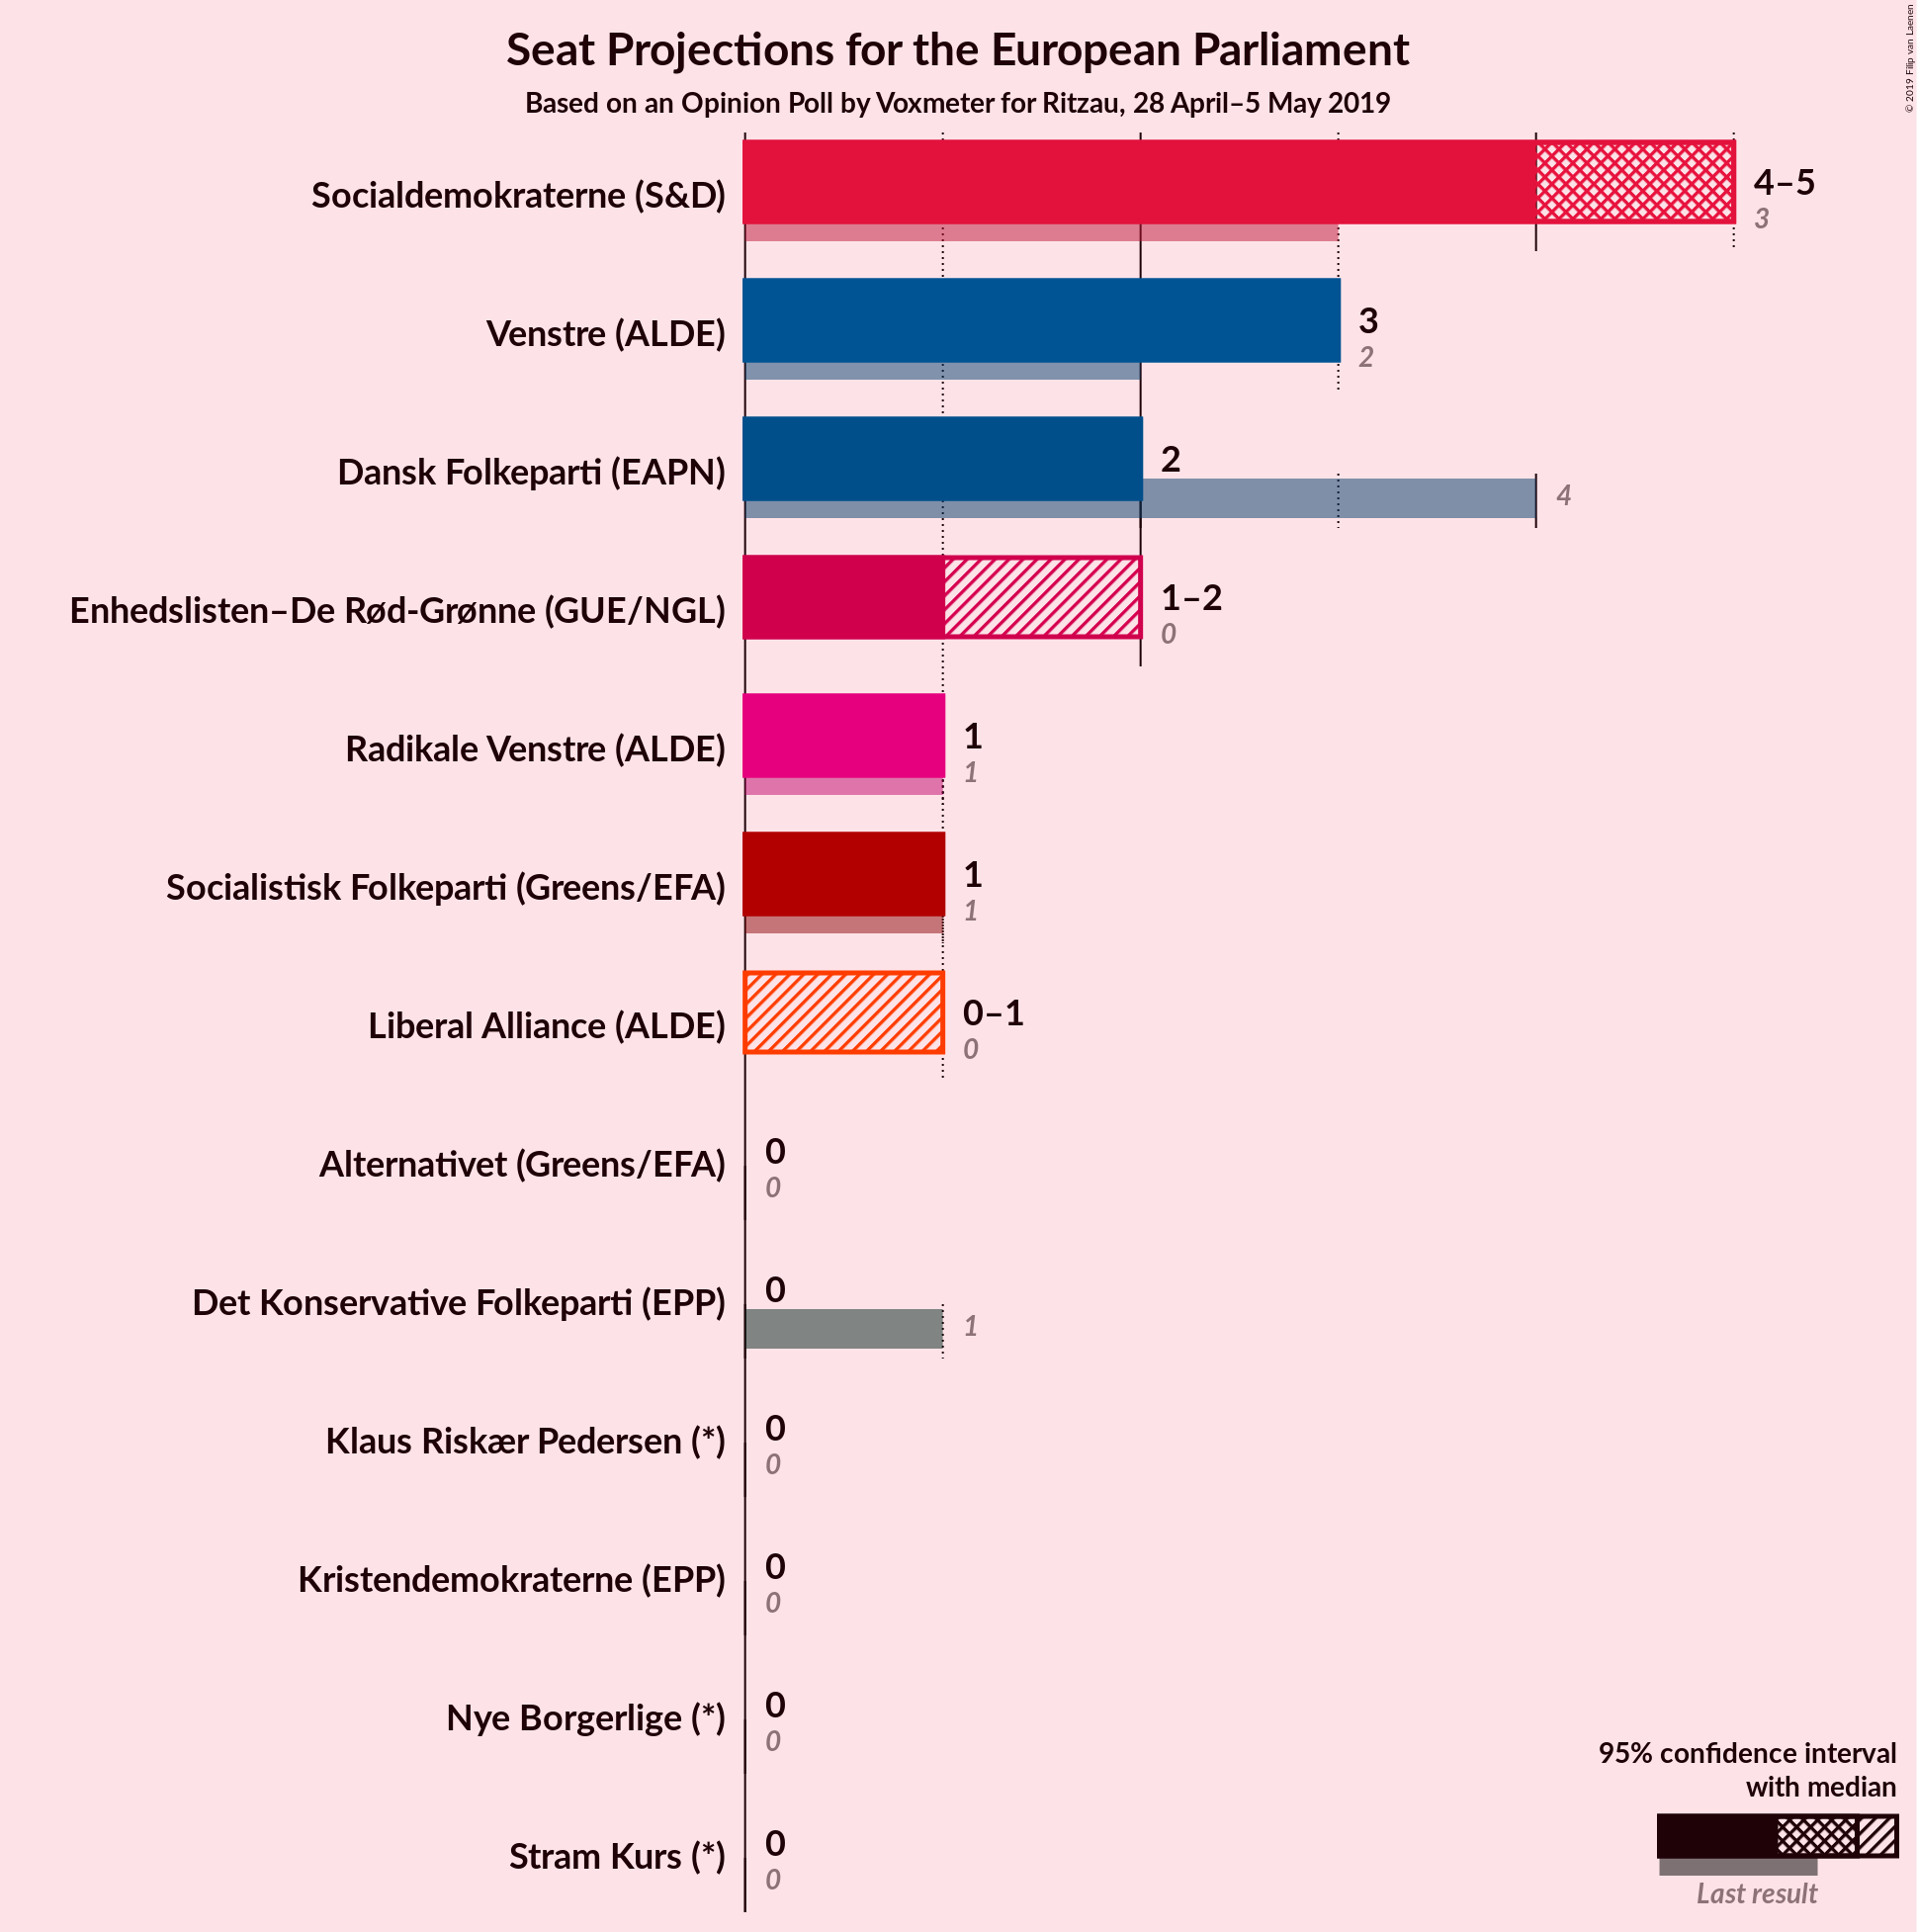 Seat Projections for the European Parliament
Based on an Opinion Poll by Voxmeter for Ritzau, 28 April–5 May 2019
© 2019 Filip van Laenen
Socialdemokraterne (S&D)
4–5
3
Venstre (ALDE)
3
2
Dansk Folkeparti (EAPN)
2
4
Enhedslisten–De Rød-Grønne (GUE/NGL)
1–2
0
Radikale Venstre (ALDE)
1
1
Socialistisk Folkeparti (Greens/EFA)
1
1
Liberal Alliance (ALDE)
0–1
0
Alternativet (Greens/EFA)
0
0
Det Konservative Folkeparti (EPP)
0
1
Klaus Riskær Pedersen (*)
0
0
Kristendemokraterne (EPP)
0
0
Nye Borgerlige (*)
0
0
Stram Kurs (*)
0
0
95% confidence interval
with median
Last result